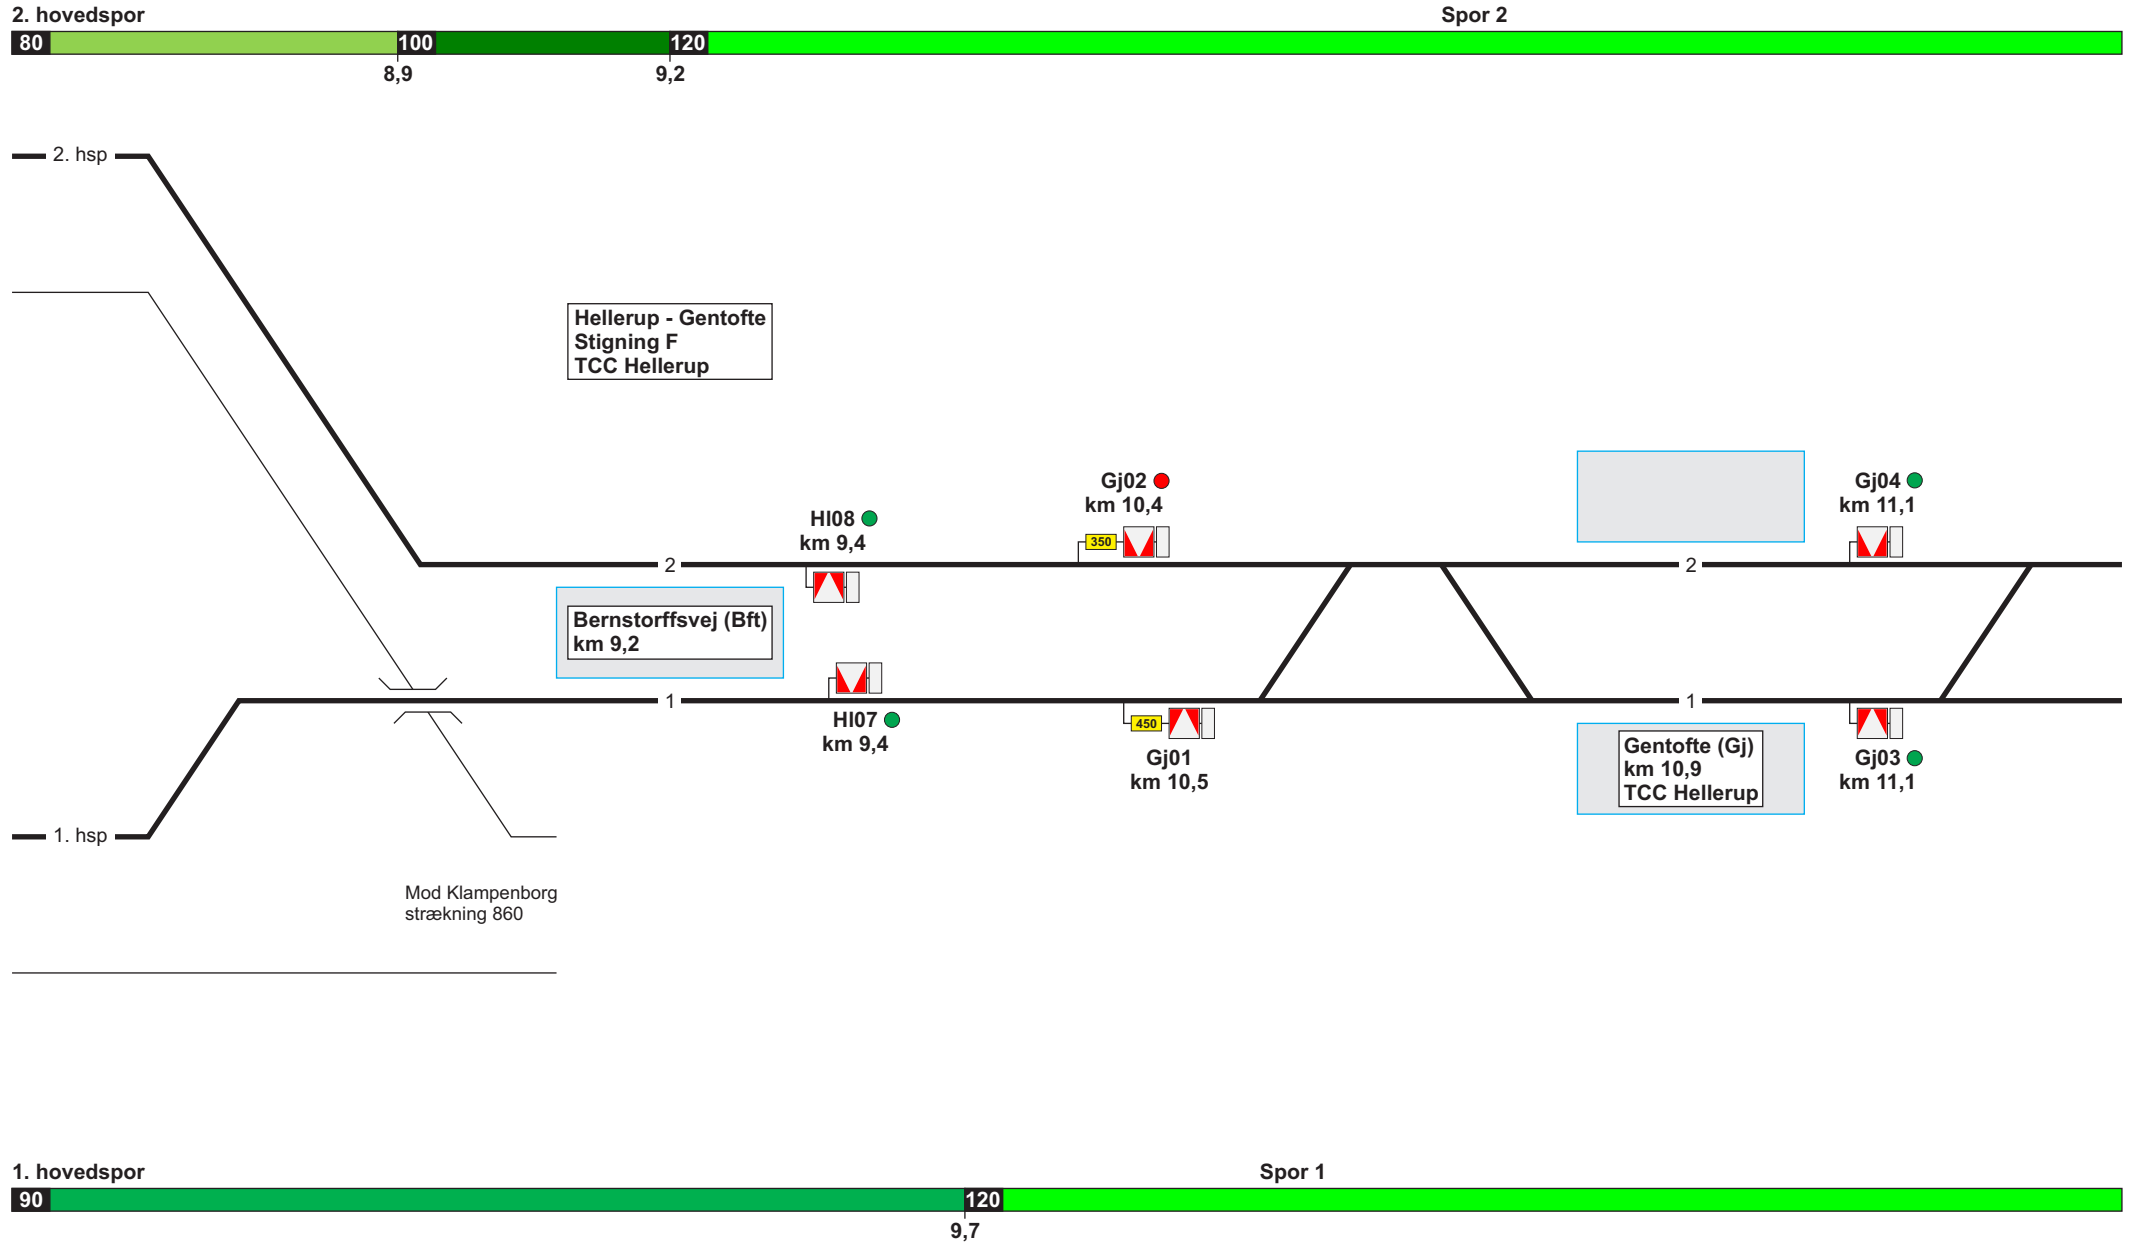 2. hovedspor
Spor 2
80
100
120
8,9
9,2
2. hsp
Hellerup - Gentofte
Stigning F
TCC Hellerup
Gj02
km 10,4
Gj04
km 11,1
Hl08
km 9,4
350
2
2
Bernstorffsvej (Bft)
km 9,2
1
1
Hl07
km 9,4
450
Gj01
km 10,5
Gentofte (Gj)
km 10,9
TCC Hellerup
Gj03
km 11,1
1. hsp
Mod Klampenborg
strækning 860
1. hovedspor
Spor 1
90
120
9,7